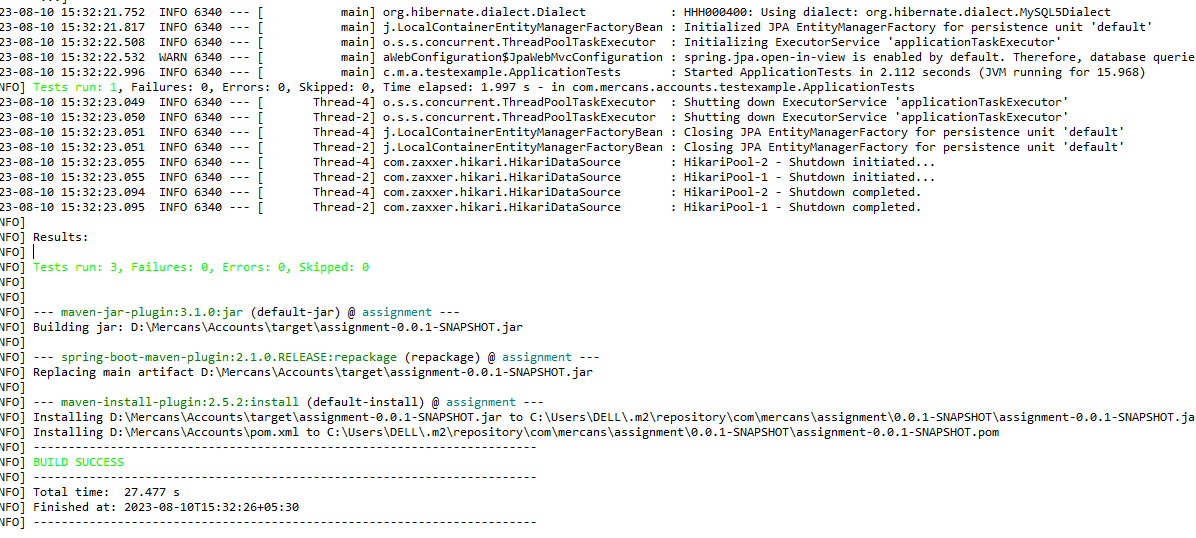 23-08-10 15:32:21.752  INFO 6340 --- [           main] org.hibernate.dialect.Dialect            : HHH000400: Using dialect: org.hibernate.dialect.MySQL5Dialect
23-08-10 15:32:21.817  INFO 6340 --- [           main] j.LocalContainerEntityManagerFactoryBean : Initialized JPA EntityManagerFactory for persistence unit 'default'
23-08-10 15:32:22.508  INFO 6340 --- [           main] o.s.s.concurrent.ThreadPoolTaskExecutor  : Initializing ExecutorService 'applicationTaskExecutor'
23-08-10 15:32:22.532  WARN 6340 --- [           main] aWebConfiguration$JpaWebMvcConfiguration : spring.jpa.open-in-view is enabled by default. Therefore, database querie
23-08-10 15:32:22.996  INFO 6340 --- [           main] c.m.a.testexample.ApplicationTests       : Started ApplicationTests in 2.112 seconds (JVM running for 15.968)
NFO] Tests run: 1, Failures: 0, Errors: 0, Skipped: 0, Time elapsed: 1.997 s - in com.mercans.accounts.testexample.ApplicationTests
23-08-10 15:32:23.049  INFO 6340 --- [       Thread-4] o.s.s.concurrent.ThreadPoolTaskExecutor  : Shutting down ExecutorService 'applicationTaskExecutor'
23-08-10 15:32:23.050  INFO 6340 --- [       Thread-2] o.s.s.concurrent.ThreadPoolTaskExecutor  : Shutting down ExecutorService 'applicationTaskExecutor'
23-08-10 15:32:23.051  INFO 6340 --- [       Thread-4] j.LocalContainerEntityManagerFactoryBean : Closing JPA EntityManagerFactory for persistence unit 'default'
23-08-10 15:32:23.051  INFO 6340 --- [       Thread-2] j.LocalContainerEntityManagerFactoryBean : Closing JPA EntityManagerFactory for persistence unit 'default'
23-08-10 15:32:23.055  INFO 6340 --- [       Thread-4] com.zaxxer.hikari.HikariDataSource       : HikariPool-2 - Shutdown initiated...
23-08-10 15:32:23.055  INFO 6340 --- [       Thread-2] com.zaxxer.hikari.HikariDataSource       : HikariPool-1 - Shutdown initiated...
23-08-10 15:32:23.094  INFO 6340 --- [       Thread-4] com.zaxxer.hikari.HikariDataSource       : HikariPool-2 - Shutdown completed.
23-08-10 15:32:23.095  INFO 6340 --- [       Thread-2] com.zaxxer.hikari.HikariDataSource       : HikariPool-1 - Shutdown completed.
NFO]
NFO] Results:
NFO]
NFO] Tests run: 3, Failures: 0, Errors: 0, Skipped: 0
NFO]
NFO]
NFO] --- maven-jar-plugin:3.1.0:jar (default-jar) @ assignment ---
NFO] Building jar: D:\Mercans\Accounts\target\assignment-0.0.1-SNAPSHOT.jar
NFO]
NFO] --- spring-boot-maven-plugin:2.1.0.RELEASE:repackage (repackage) @ assignment ---
NFO] Replacing main artifact D:\Mercans\Accounts\target\assignment-0.0.1-SNAPSHOT.jar
NFO]
NFO] --- maven-install-plugin:2.5.2:install (default-install) @ assignment ---
NFO] Installing D:\Mercans\Accounts\target\assignment-0.0.1-SNAPSHOT.jar to C:\Users\DELL\.m2\repository\com\mercans\assignment\0.0.1-SNAPSHOT\assignment-0.0.1-SNAPSHOT.ja
NFO] Installing D:\Mercans\Accounts\pom.xml to C:\Users\DELL\.m2\repository\com\mercans\assignment\0.0.1-SNAPSHOT\assignment-0.0.1-SNAPSHOT.pom
NFO] ------------------------------------------------------------------------
NFO] BUILD SUCCESS
NFO] ------------------------------------------------------------------------
NFO] Total time:  27.477 s
NFO] Finished at: 2023-08-10T15:32:26+05:30
NFO] ------------------------------------------------------------------------